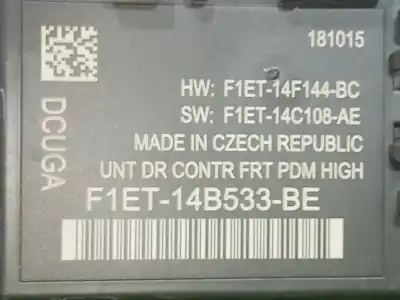 181015
HW: F1ET-14F144-BC
SW: F1ET-14C108-AE
MADE IN CZECH REPUBLIC
UNT DR CONTR FRT PDM HIGH
F1ET-14B533-BE
DCUGA